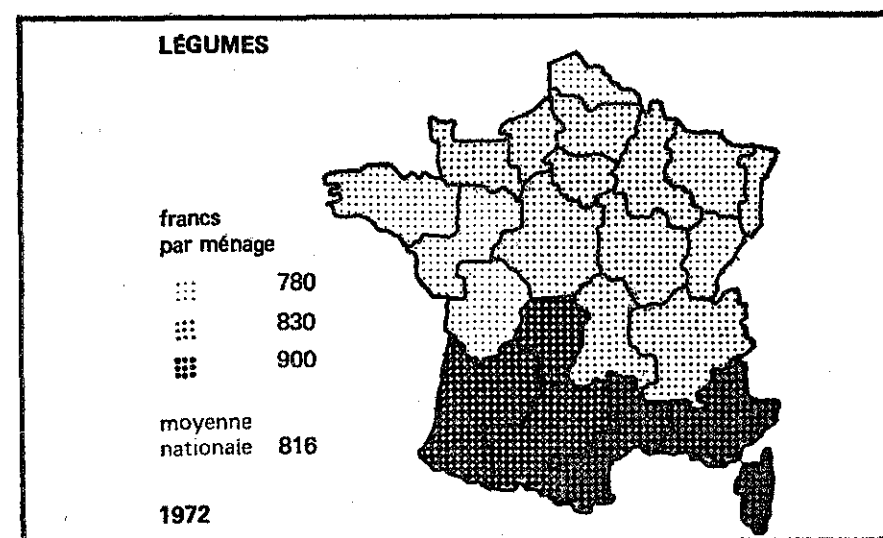 LÉGUMES
francs
par ménage
780
830
900
moyenne
nationale 816
1972